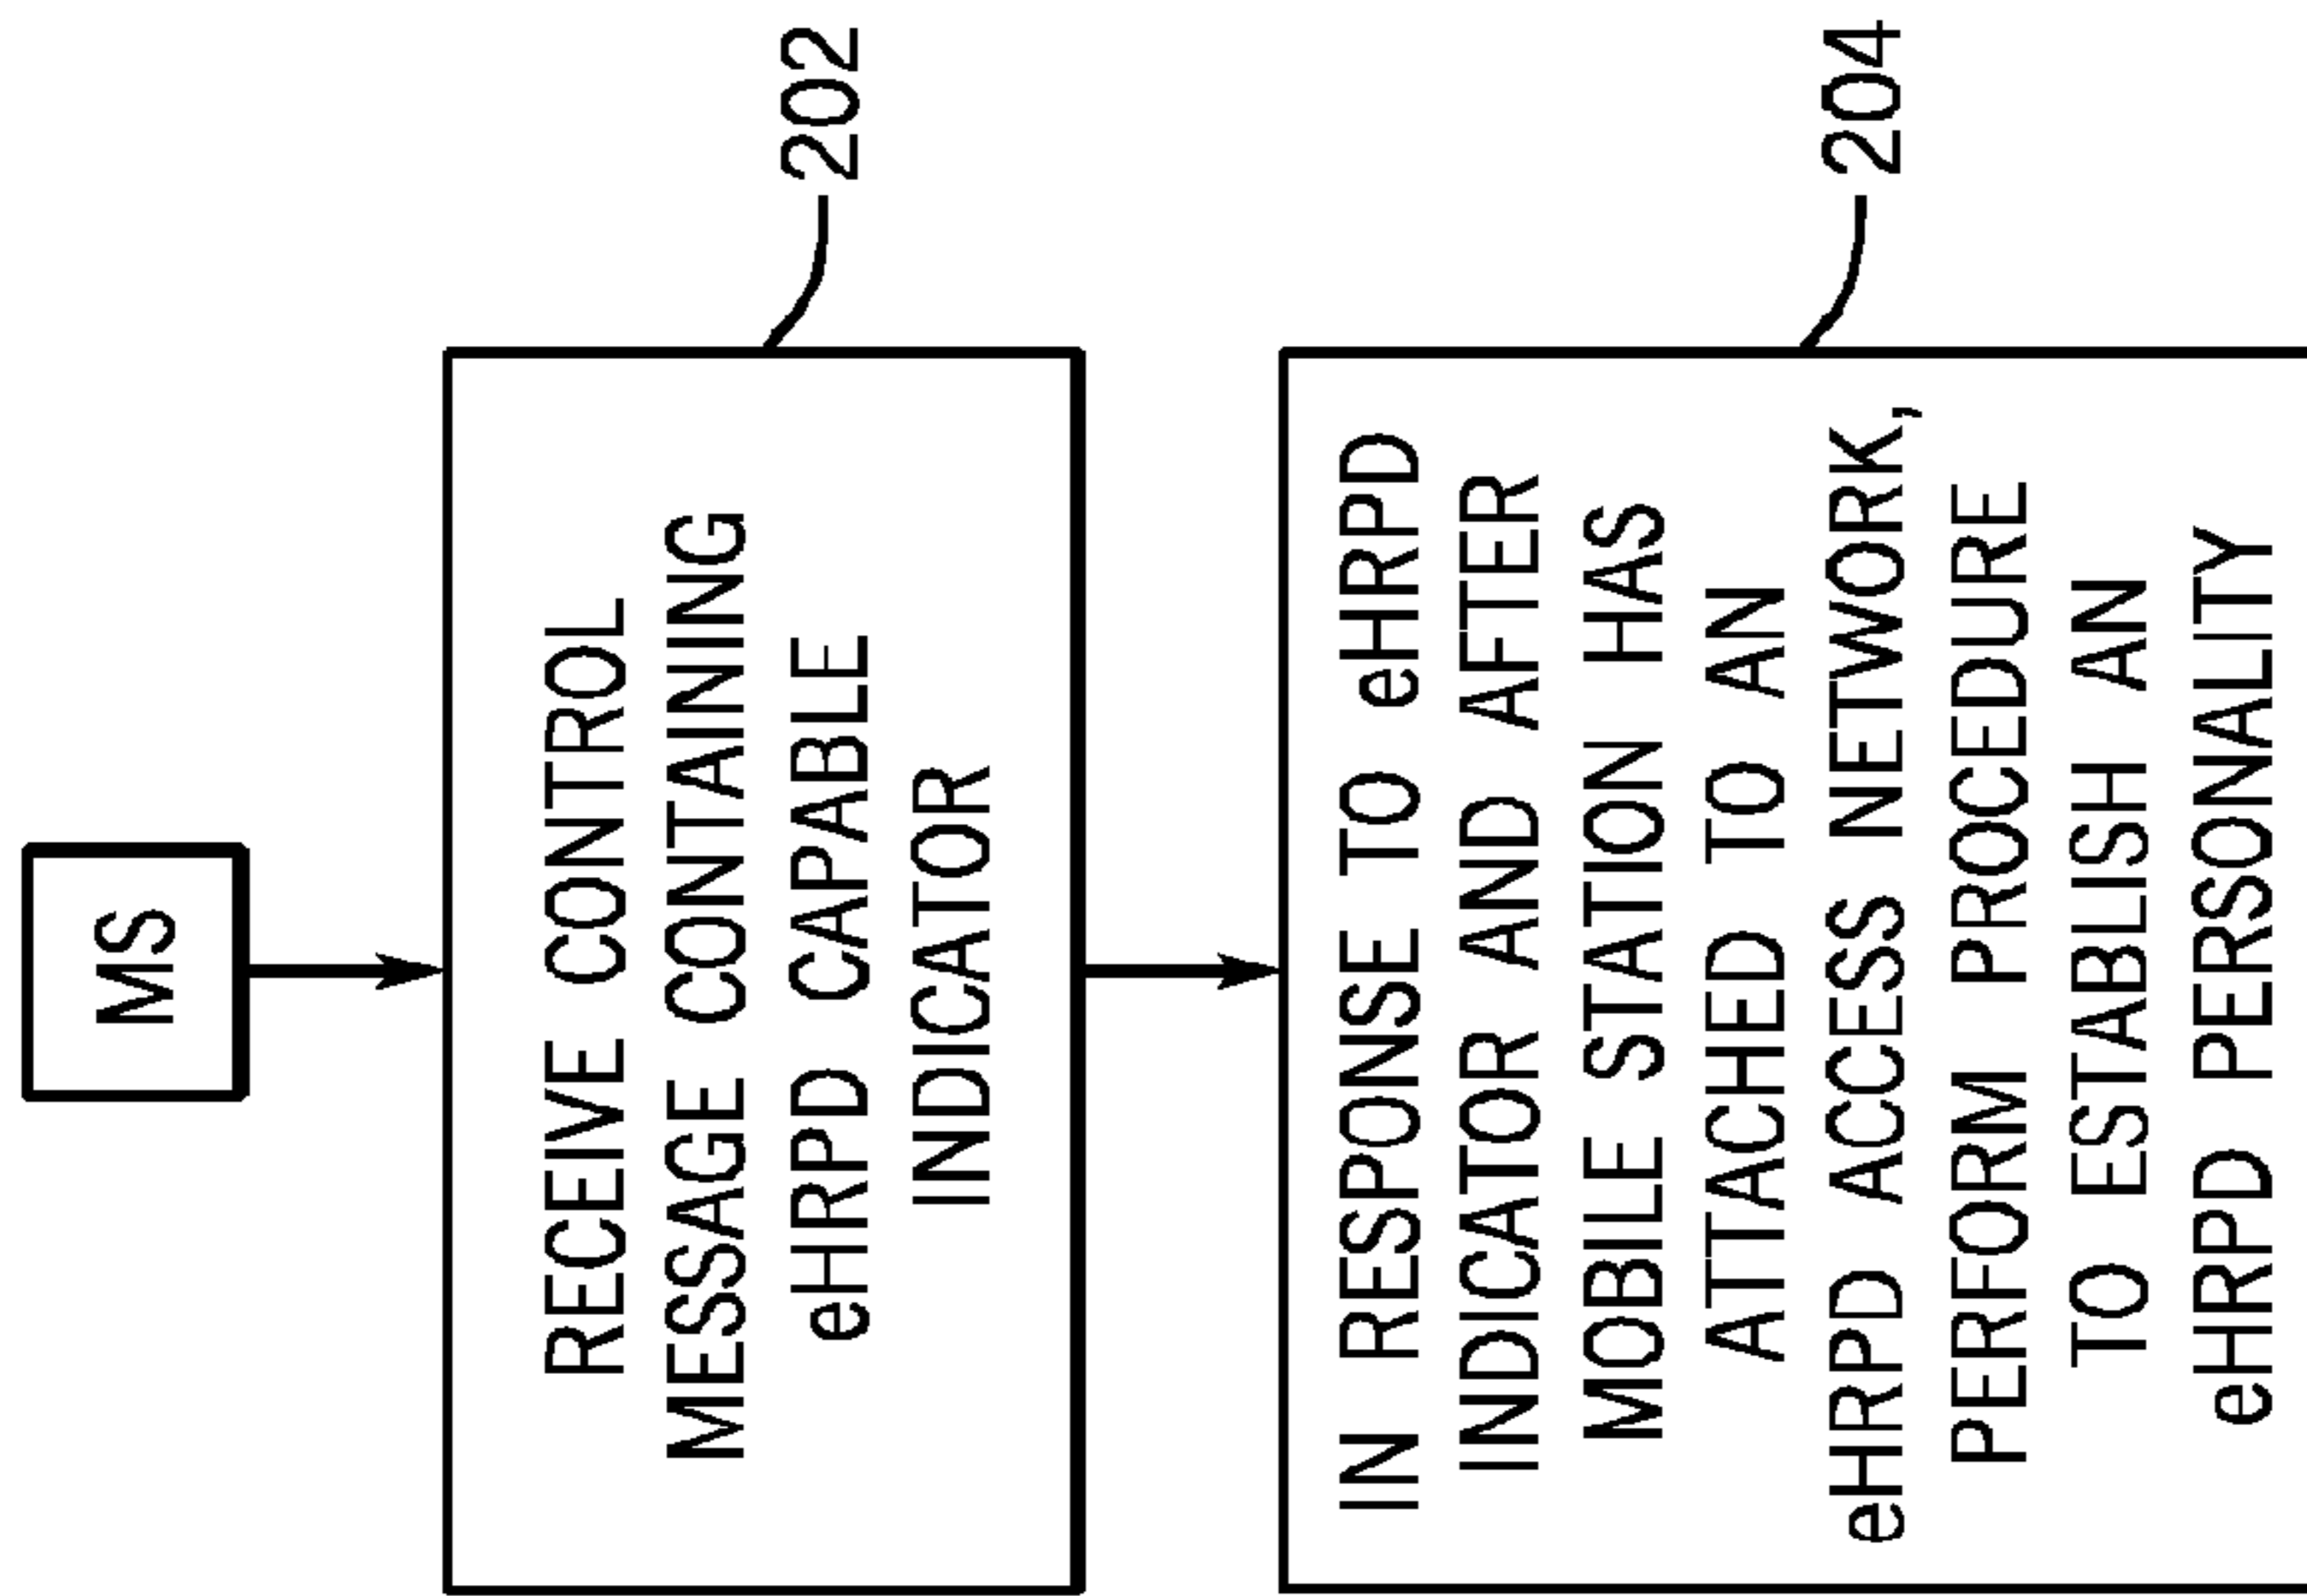 MS
RECEIVE CONTROL
MESSAGE CONTAINING
eHRPD CAPABLE
INDICATOR
202
IN RESPONSE TO eHRPD
INDICATOR AND AFTER
MOBILE STATION HAS
ATTACHED TO AN
eHRPD ACCESS NETWORK,
PERFORM PROCEDURE
TO ESTABLISH AN
eHRPD PERSONALITY
204